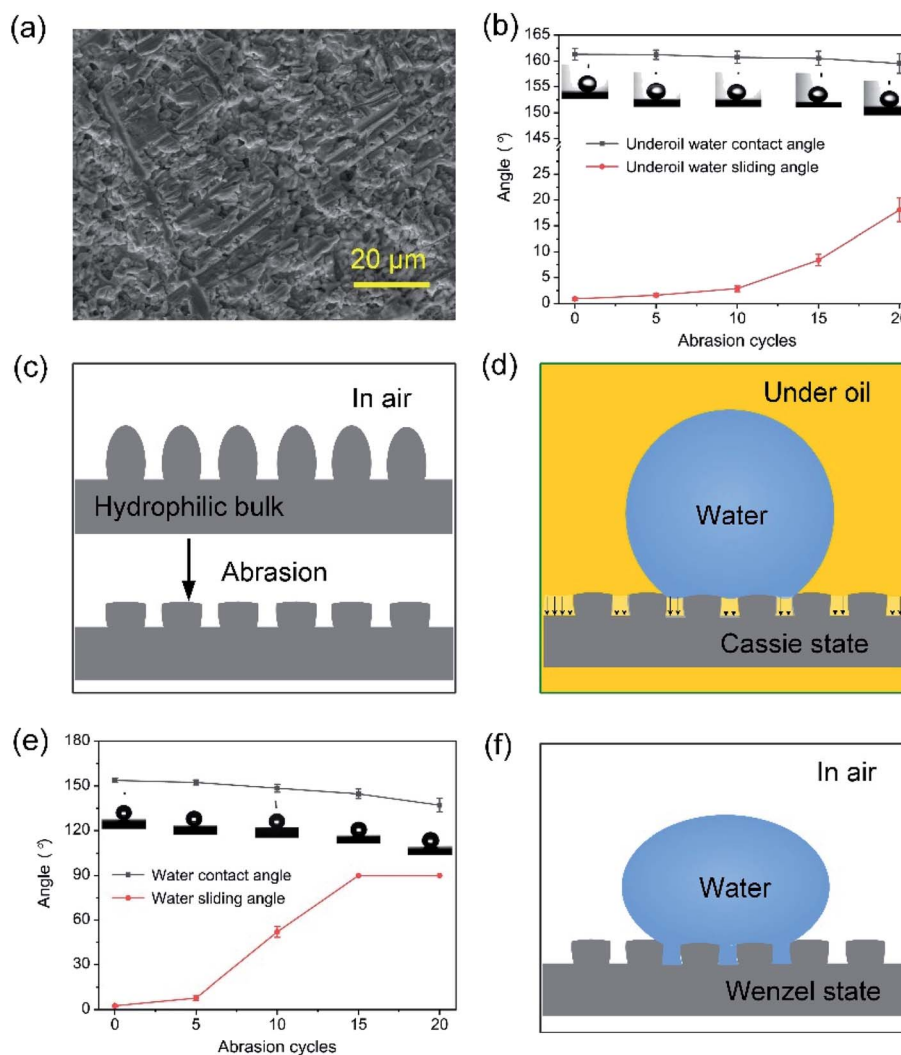 (a)
20 μm
(b)
165
160
155
150
145
25
20
15
10
5
0
Angle (°)
Underoil water contact angle
Underoil water sliding angle
0 5 10 15 20
Abrasion cycles
(c)
In air
Hydrophilic bulk
Abrasion
(d)
Under oil
Water
Cassie state
(e)
180
150
120
90
60
30
0
Angle (°)
Water contact angle
Water sliding angle
0 5 10 15 20
Abrasion cycles
(f)
In air
Water
Wenzel state